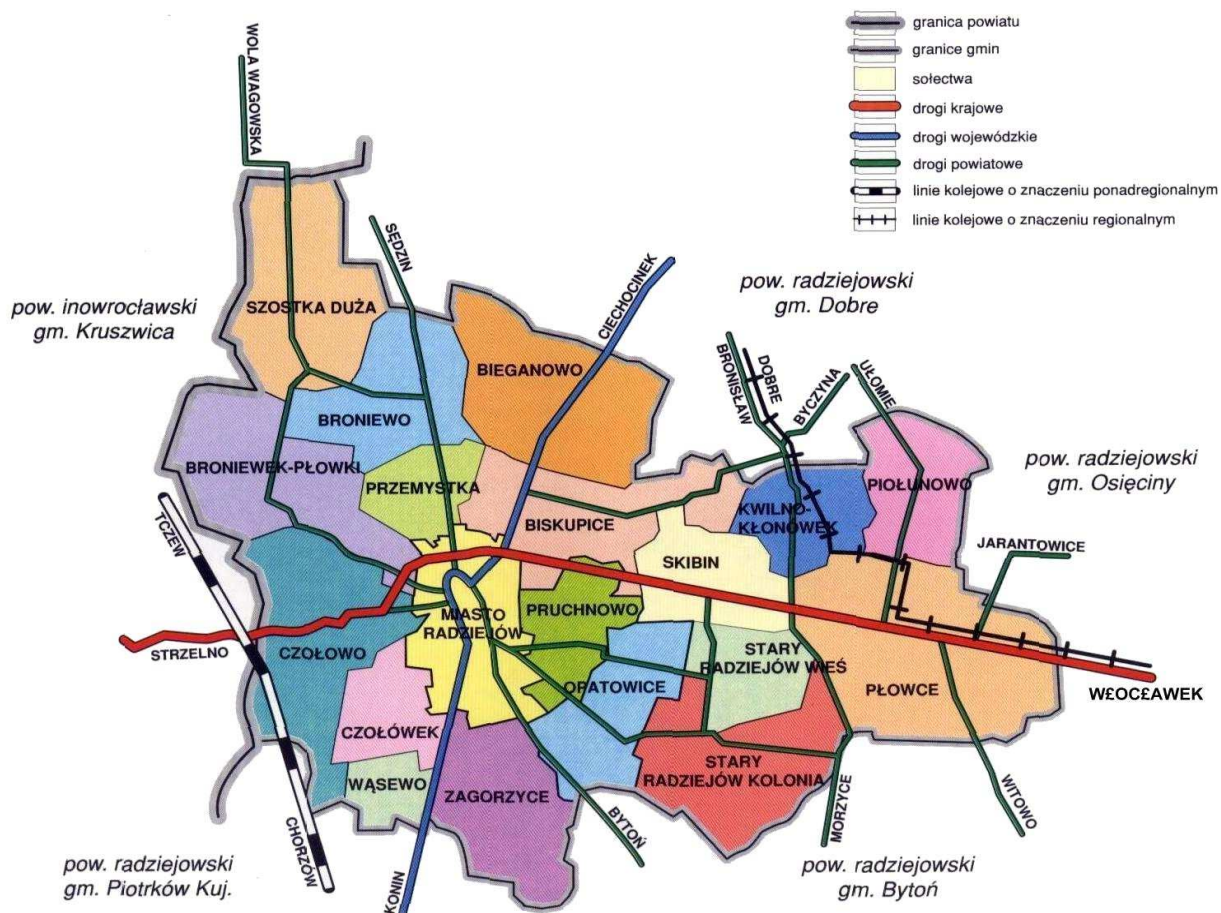 granica powiatu
granice gmin
sołectwa
drogi krajowe
drogi wojewódzkie
drogi powiatowe
linie kolejowe o znaczeniu ponadregionalnym
linie kolejowe o znaczeniu regionalnym
WOLA WAGOWSKA
SĘDZIN
CIECHOCINEK
pow. inowrocławski
gm. Kruszwica
pow. radziejowski
gm. Dobre
SZOSTKA DUŻA
BIEGANOWO
BRONISŁAW
DOBRE
BYCZYNA
UŁOMIE
BRONIEWO
BRONIEWEK-PŁOWKI
PRZEMYSTKA
BISKUPICE
KWILNO-
KŁONÓWEK
PIOŁUNOWO
pow. radziejowski
gm. Osięciny
TCZEW
SKIBIN
JARANTOWICE
MIASTO
RADZIEJÓW
PRUCHNOWO
STRZELNO
CZOŁOWO
STARY
RADZIEJÓW WIEŚ
OPATOWICE
PŁOWCE
W£OC£AWEK
CZOŁÓWEK
STARY
RADZIEJÓW KOLONIA
WĄSEWO
ZAGORZYCE
CHORZÓW
KONIN
BYTOŃ
MORZYCE
WITOWO
pow. radziejowski
gm. Piotrków Kuj.
pow. radziejowski
gm. Bytoń